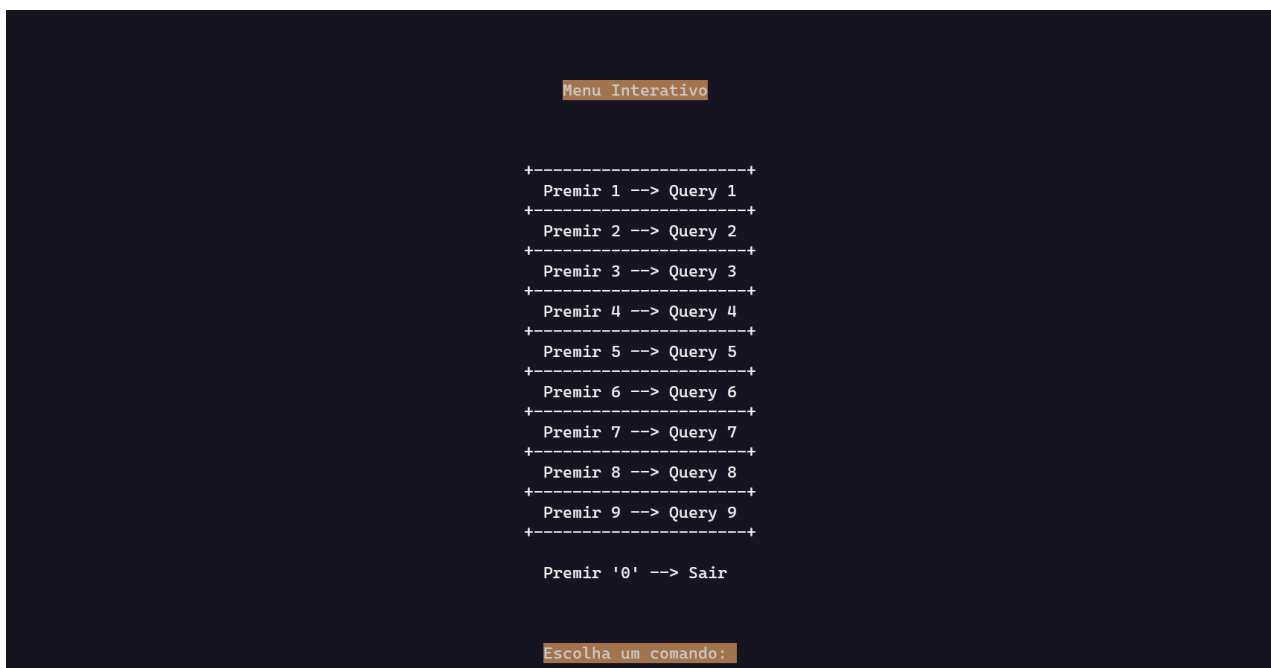 Menu Interativo
+----------------------+
Premir 1 --> Query 1
+----------------------+
Premir 2 --> Query 2
+----------------------+
Premir 3 --> Query 3
+----------------------+
Premir 4 --> Query 4
+----------------------+
Premir 5 --> Query 5
+----------------------+
Premir 6 --> Query 6
+----------------------+
Premir 7 --> Query 7
+----------------------+
Premir 8 --> Query 8
+----------------------+
Premir 9 --> Query 9
+----------------------+
Premir '0' --> Sair
Escolha um comando: